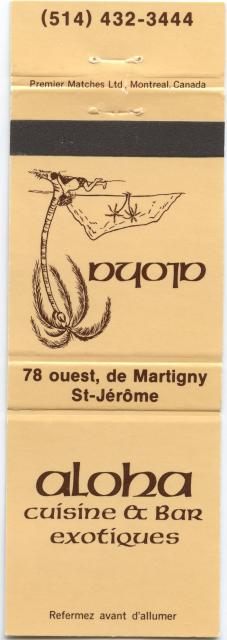 (514) 432-3444
Premier Matches Ltd., Montreal, Canada
aloha
78 ouest, de Martigny
St-Jérôme
aloha
cuisine & Bar
exotiques
Refermez avant d'allumer